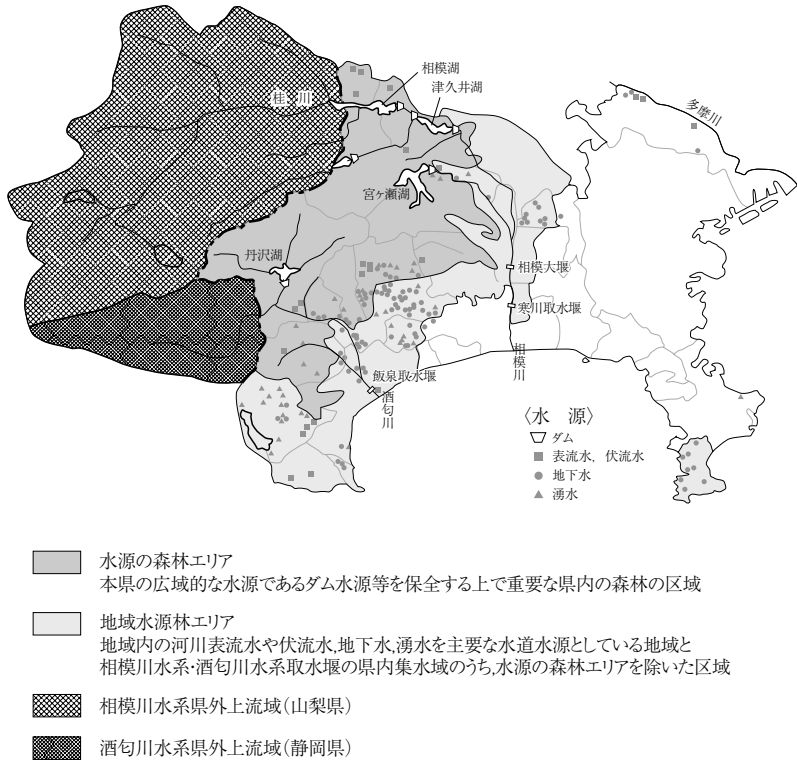 相模湖
津久井湖
桂川
多摩川
宮ヶ瀬湖
丹沢湖
相模大堰
寒川取水堰
相模川
飯泉取水堰
酒匂川
〈水 源〉
ダム
表流水，伏流水
地下水
湧水
水源の森林エリア
本県の広域的な水源であるダム水源等を保全する上で重要な県内の森林の区域
地域水源林エリア
地域内の河川表流水や伏流水,地下水,湧水を主要な水道水源としている地域と
相模川水系・酒匂川水系取水堰の県内集水域のうち,水源の森林エリアを除いた区域
相模川水系県外上流域(山梨県)
酒匂川水系県外上流域(静岡県)